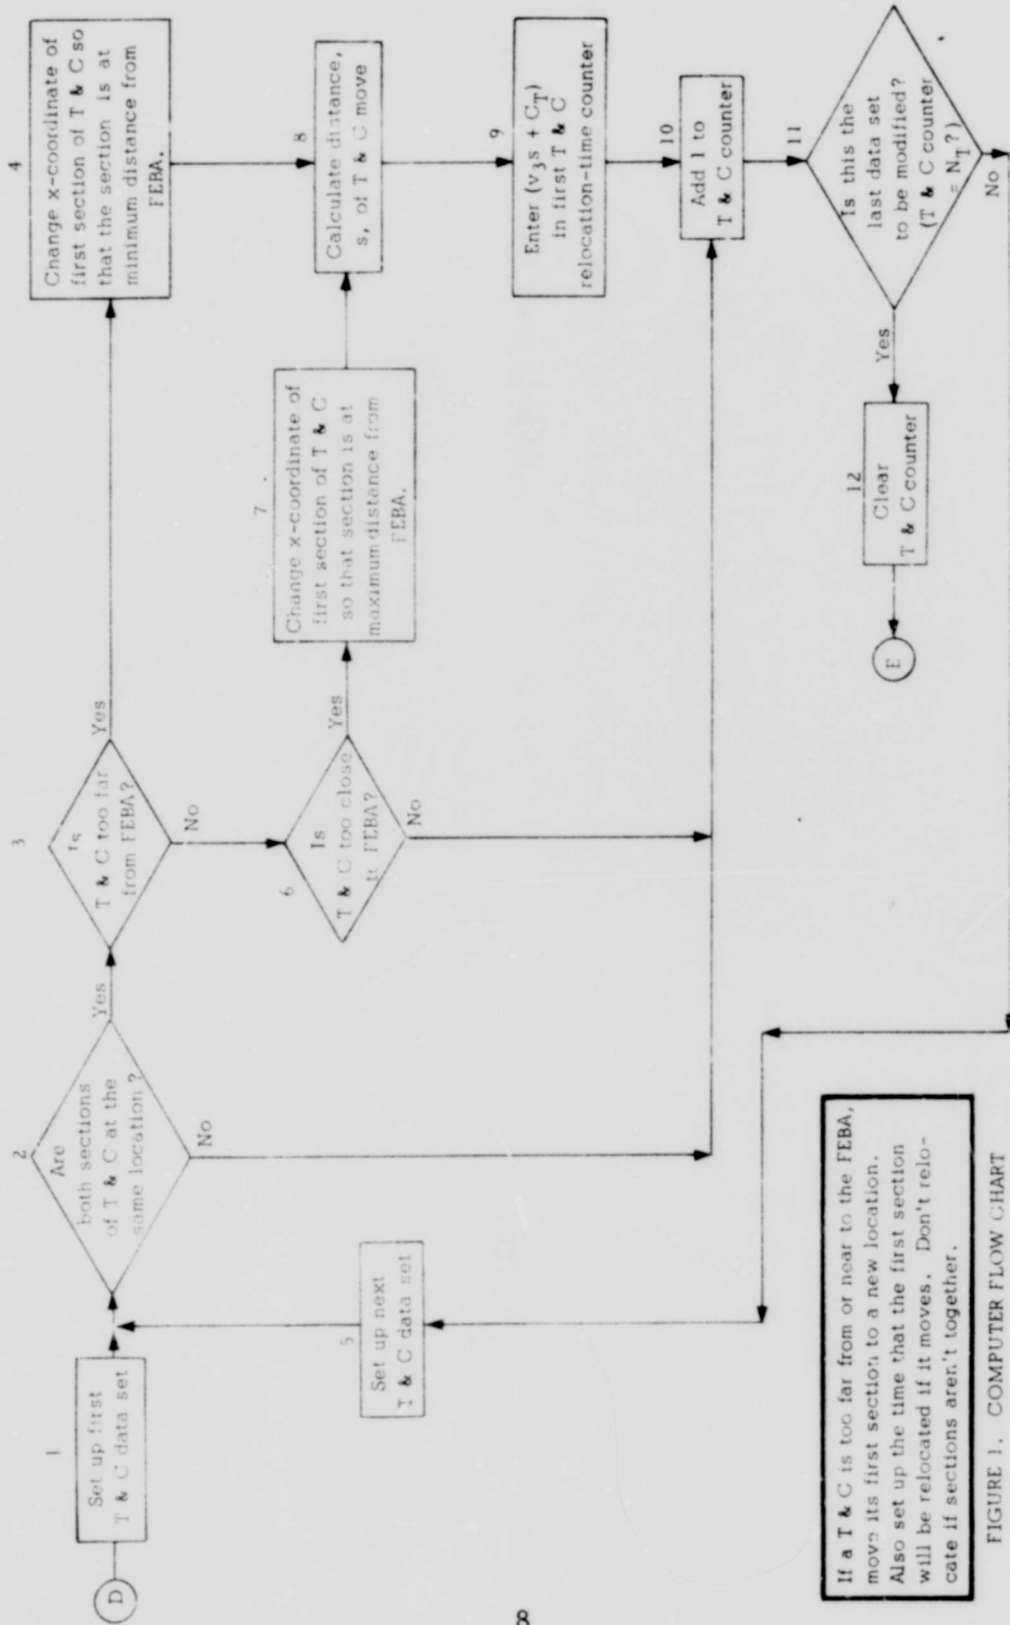 D
1
Set up first
T & C data set
2
Are
both sections
of T & C at the
same location ?
Yes
No
3
Is
T & C too far
from FEBA?
Yes
No
4
Change x-coordinate of
first section of T & C so
that the section is at
minimum distance from
FEBA.
5
Set up next
T & C data set
6
Is
T & C too close
to FEBA?
Yes
No
7
Change x-coordinate of
first section of T & C
so that section is at
maximum distance from
FEBA.
8
Calculate distance,
s, of T & C move
9
Enter (v₃s + C_T)
in first T & C
relocation-time counter
10
Add 1 to
T & C counter
11
Is this the
last data set
to be modified?
(T & C counter
= N_T?)
Yes
No
12
Clear
T & C counter
E
If a T & C is too far from or near to the FEBA,
move its first section to a new location.
Also set up the time that the first section
will be relocated if it moves. Don't relo-
cate if sections aren't together.
FIGURE 1. COMPUTER FLOW CHART
8